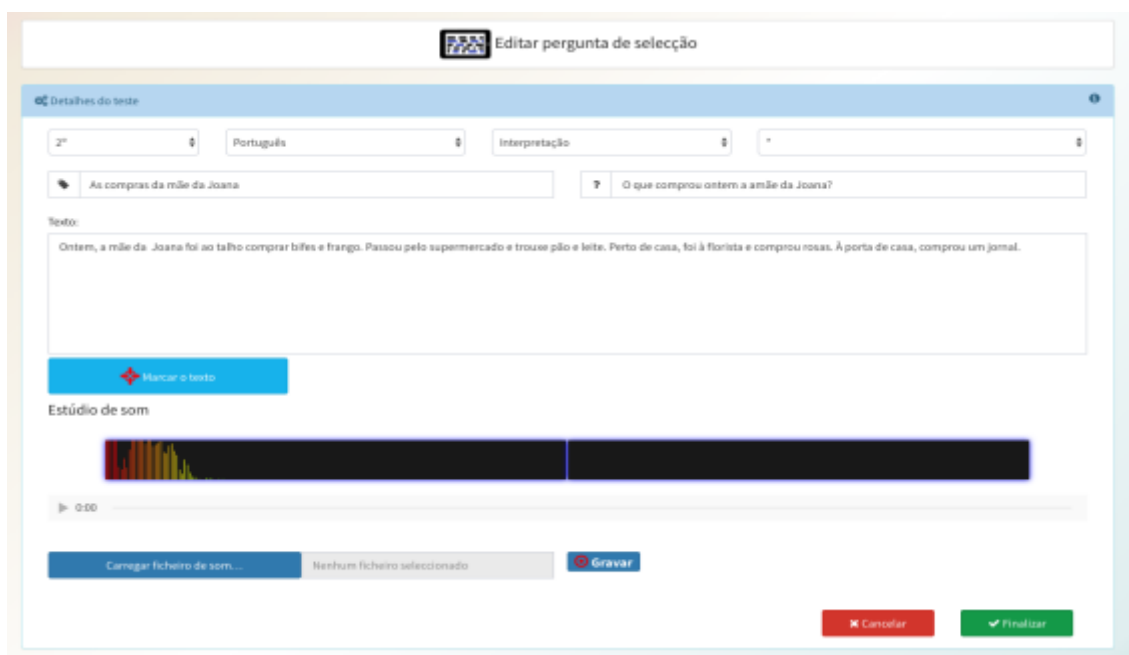 Editar pergunta de selecção
Detalhes do teste
2º Português Interpretação *
As compras da mãe da Joana ? O que comprou ontem a amãe da Joana?
Texto:
Ontem, a mãe da Joana foi ao talho comprar bifes e frango. Passou pelo supermercado e trouse pão e leite. Perto de casa, foi à florista e comprou rosas. À porta de casa, comprou um jornal.
Marcar o texto
Estúdio de som
0:00
Carregar ficheiro de som.... Nenhum ficheiro seleccionado Gravar
Cancelar Finalizar